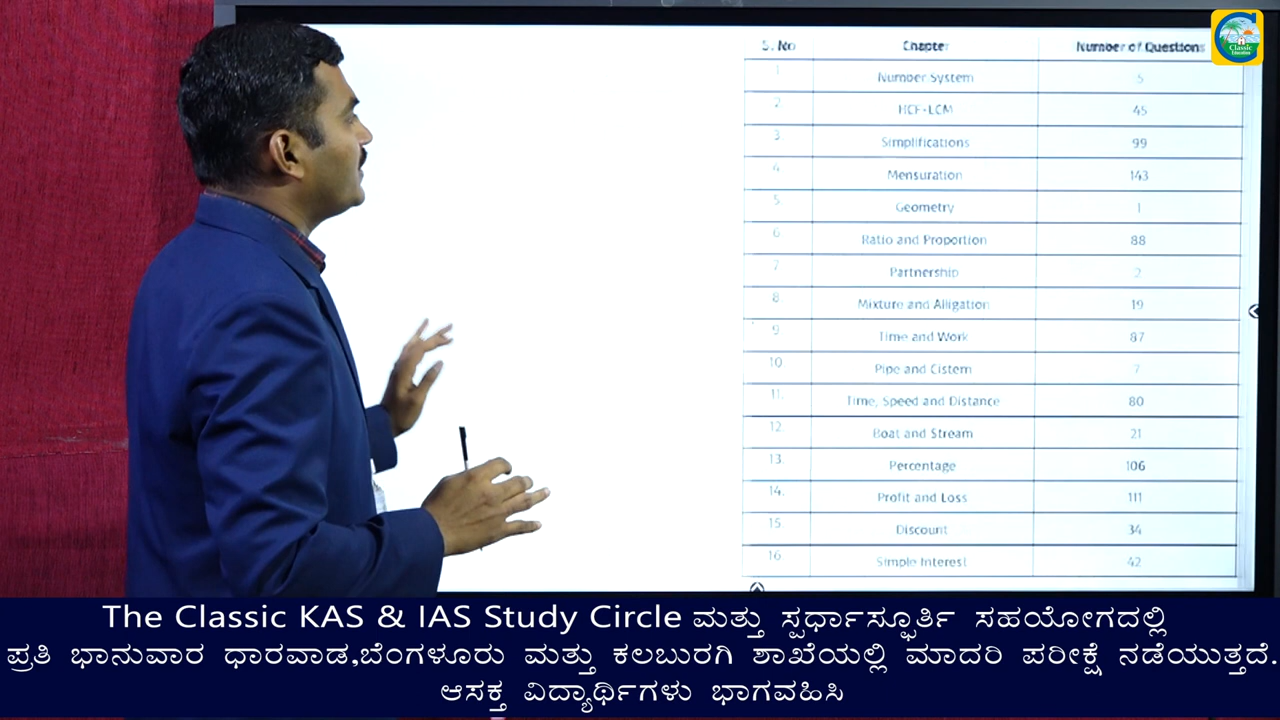 Classic
Education
S. No Chapter Number of Questions
1 Number System 5
2 HCF-LCM 45
3. Simplifications 99
4 Mensuration 143
5. Geometry 1
6 Ratio and Proportion 88
7 Partnership 2
8. Mixture and Alligation 19
9 Time and Work 87
10 Pipe and Cistern 7
11. Time, Speed and Distance 80
12 Boat and Stream 21
13. Percentage 106
14. Profit and Loss 111
15. Discount 34
16 Simple Interest 42
The Classic KAS & IAS Study Circle ಮತ್ತು ಸ್ಪರ್ಧಾಸ್ಫೂರ್ತಿ ಸಹಯೋಗದಲ್ಲಿ
ಪ್ರತಿ ಭಾನುವಾರ ಧಾರವಾಡ,ಬೆಂಗಳೂರು ಮತ್ತು ಕಲಬುರಗಿ ಶಾಖೆಯಲ್ಲಿ ಮಾದರಿ ಪರೀಕ್ಷೆ ನಡೆಯುತ್ತದೆ.
ಆಸಕ್ತ ವಿದ್ಯಾರ್ಥಿಗಳು ಭಾಗವಹಿಸಿ